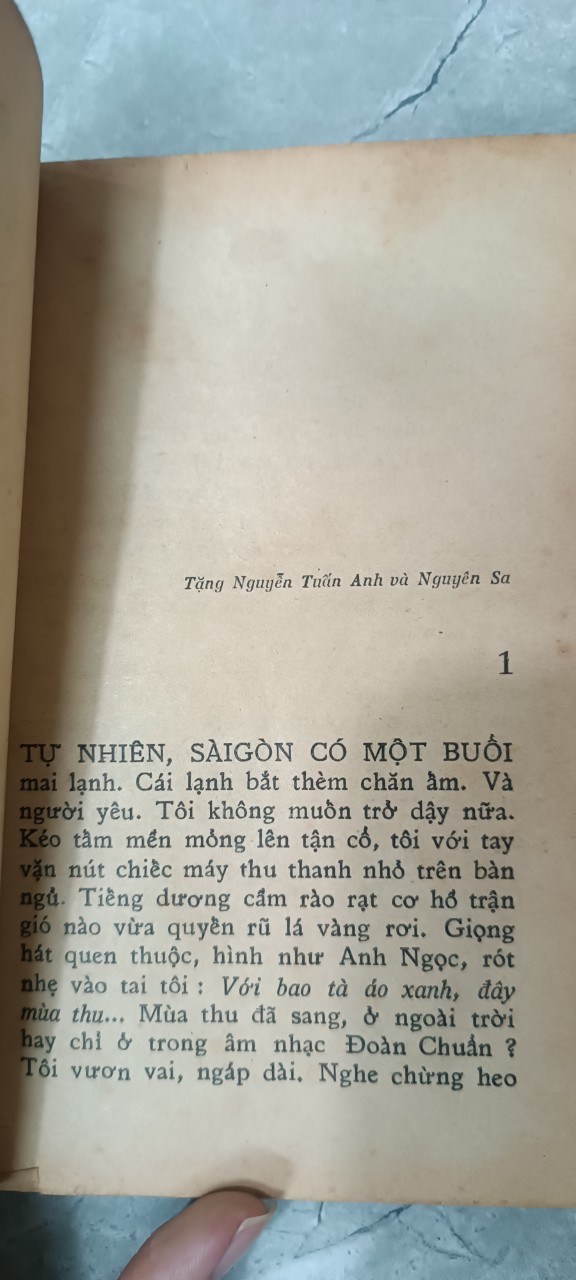 Tặng Nguyễn Tuấn Anh và Nguyên Sa
1
TỰ NHIÊN, SÀIGÒN CÓ MỘT BUỔI
mai lạnh. Cái lạnh bắt thèm chăn ấm. Và
người yêu. Tôi không muốn trở dậy nữa.
Kéo tấm mền mỏng lên tận cổ, tôi với tay
vặn nút chiếc máy thu thanh nhỏ trên bàn
ngủ. Tiếng dương cầm rào rạt cơ hồ trận
gió nào vừa quyến rũ lá vàng rơi. Giọng
hát quen thuộc, hình như Anh Ngọc, rót
nhẹ vào tai tôi : Với bao tà áo xanh, đây
mùa thu... Mùa thu đã sang, ở ngoài trời
hay chỉ ở trong âm nhạc Đoàn Chuẩn ?
Tôi vươn vai, ngáp dài. Nghe chừng heo